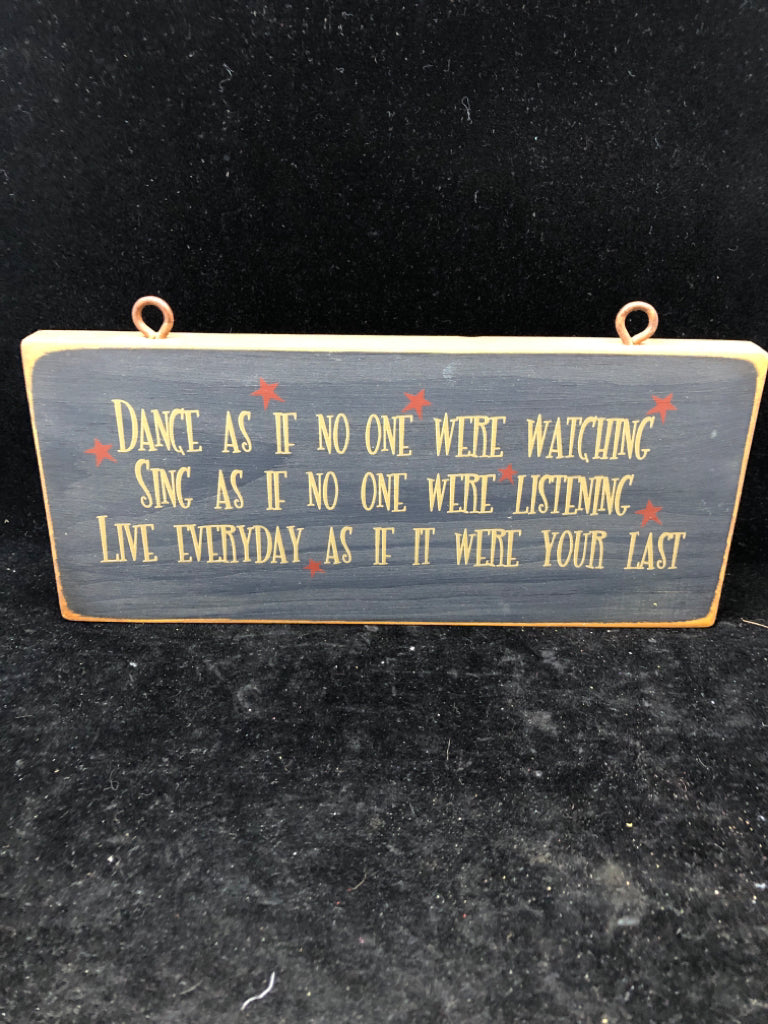 Dance as if no one were watching
Sing as if no one were listening
Live everyday as if it were your last